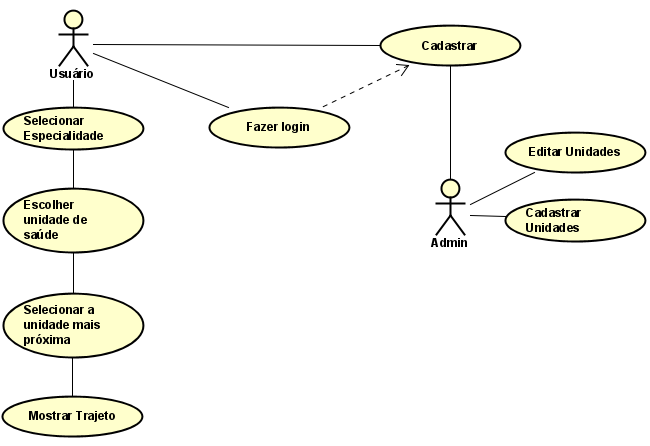 Cadastrar
Usuário
Selecionar
Especialidade
Fazer login
Editar Unidades
Escolher
unidade de
saúde
Cadastrar
Unidades
Admin
Selecionar a
unidade mais
próxima
Mostrar Trajeto